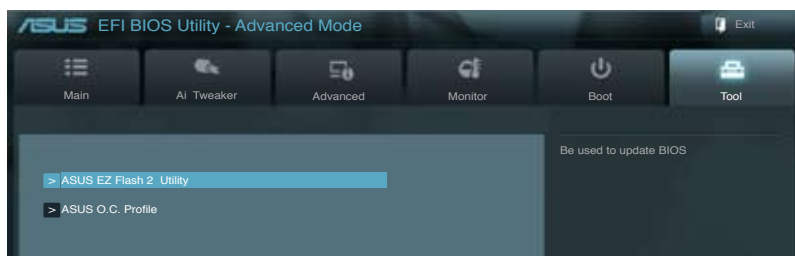 ASUS EFI BIOS Utility - Advanced Mode
Exit
Main
Ai Tweaker
Advanced
Monitor
Boot
Tool
Be used to update BIOS
> ASUS EZ Flash 2 Utility
> ASUS O.C. Profile